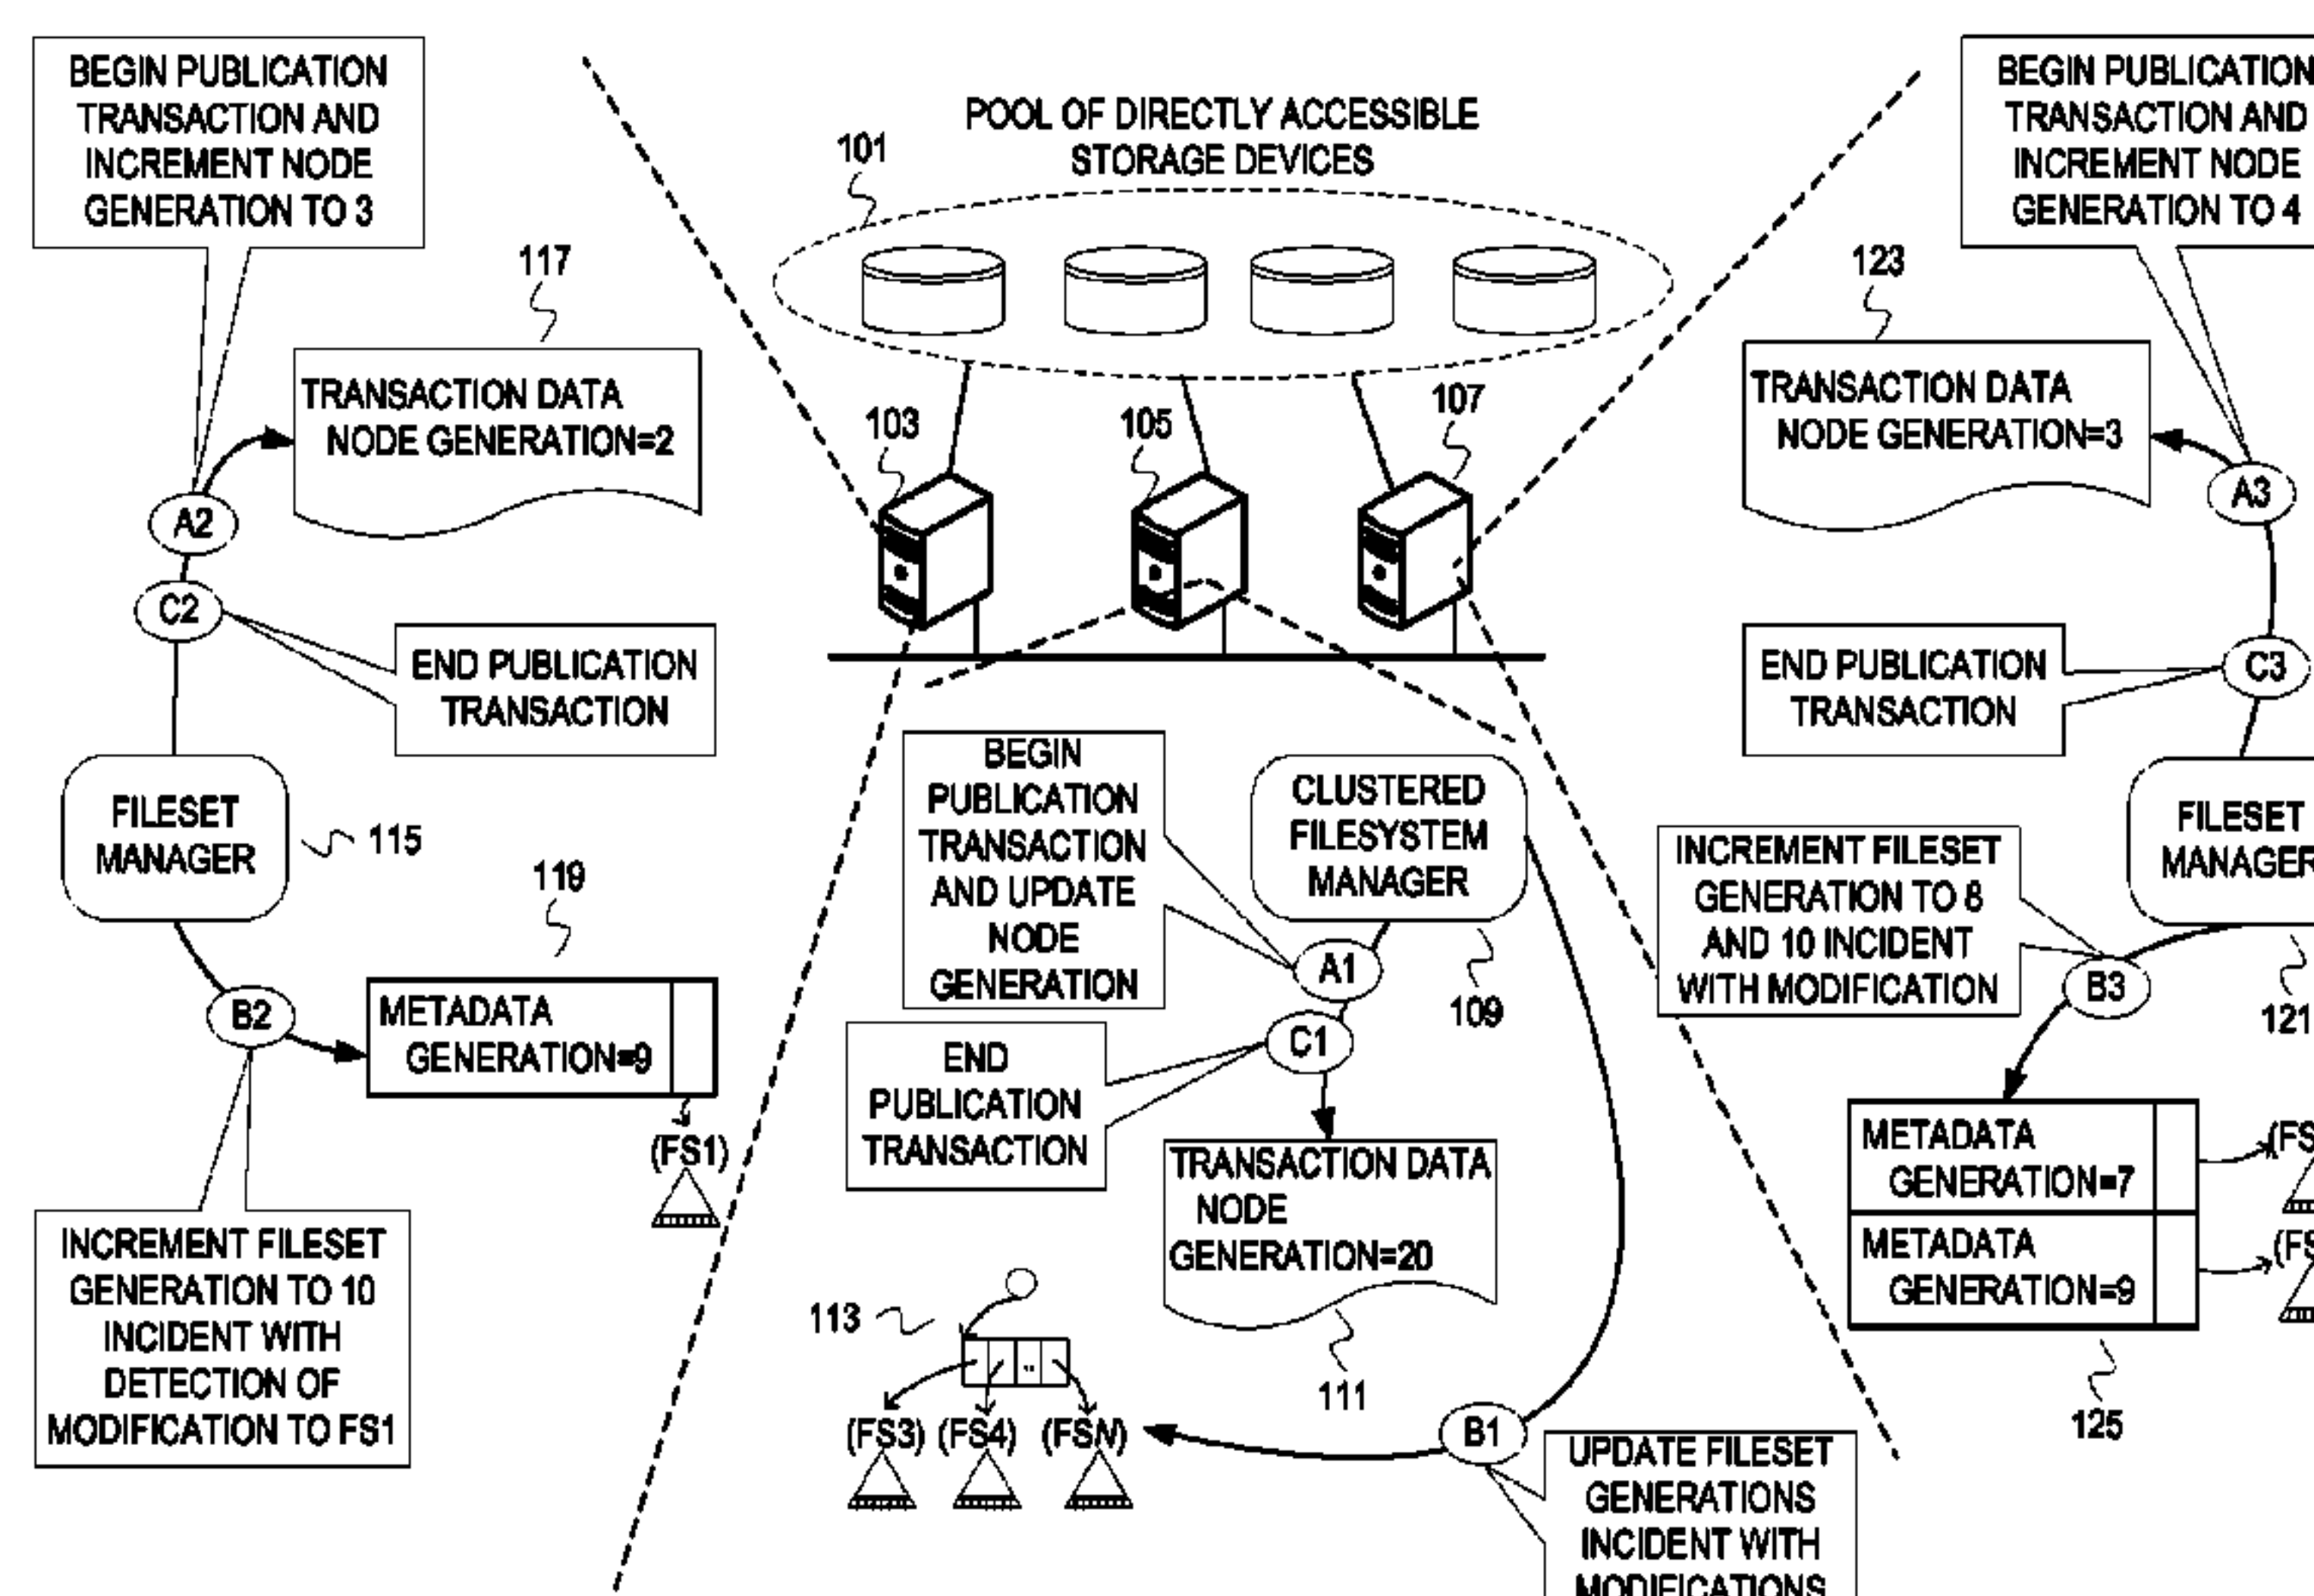 BEGIN PUBLICATION
TRANSACTION AND
INCREMENT NODE
GENERATION TO 3
117
TRANSACTION DATA
NODE GENERATION=2
A2
C2
END PUBLICATION
TRANSACTION
FILESET
MANAGER
115
119
B2
METADATA
GENERATION=9
(FS1)
INCREMENT FILESET
GENERATION TO 10
INCIDENT WITH
DETECTION OF
MODIFICATION TO FS1
POOL OF DIRECTLY ACCESSIBLE
STORAGE DEVICES
101
103
105
107
BEGIN
PUBLICATION
TRANSACTION
AND UPDATE
NODE
GENERATION
CLUSTERED
FILESYSTEM
MANAGER
A1
109
C1
END
PUBLICATION
TRANSACTION
TRANSACTION DATA
NODE
GENERATION=20
111
113
..
(FS3) (FS4) (FSN)
B1
UPDATE FILESET
GENERATIONS
INCIDENT WITH
MODIFICATIONS
BEGIN PUBLICATION
TRANSACTION AND
INCREMENT NODE
GENERATION TO 4
123
TRANSACTION DATA
NODE GENERATION=3
A3
C3
END PUBLICATION
TRANSACTION
FILESET
MANAGER
121
INCREMENT FILESET
GENERATION TO 8
AND 10 INCIDENT
WITH MODIFICATION
B3
METADATA
GENERATION=7
METADATA
GENERATION=9
125